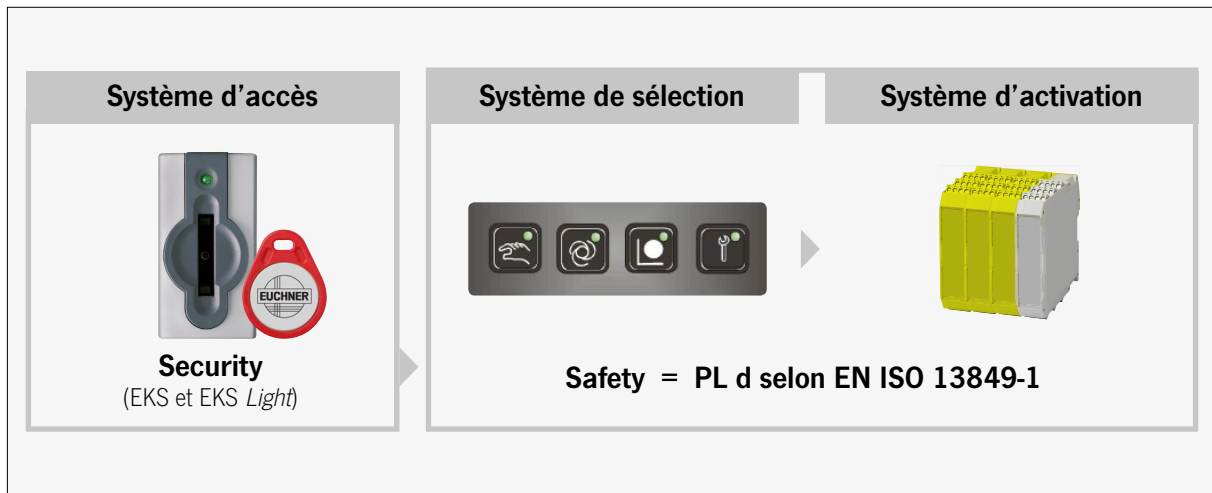 Système d’accès
Système de sélection
Système d’activation
EUCHNER
Security
(EKS et EKS Light)
Safety = PL d selon EN ISO 13849-1